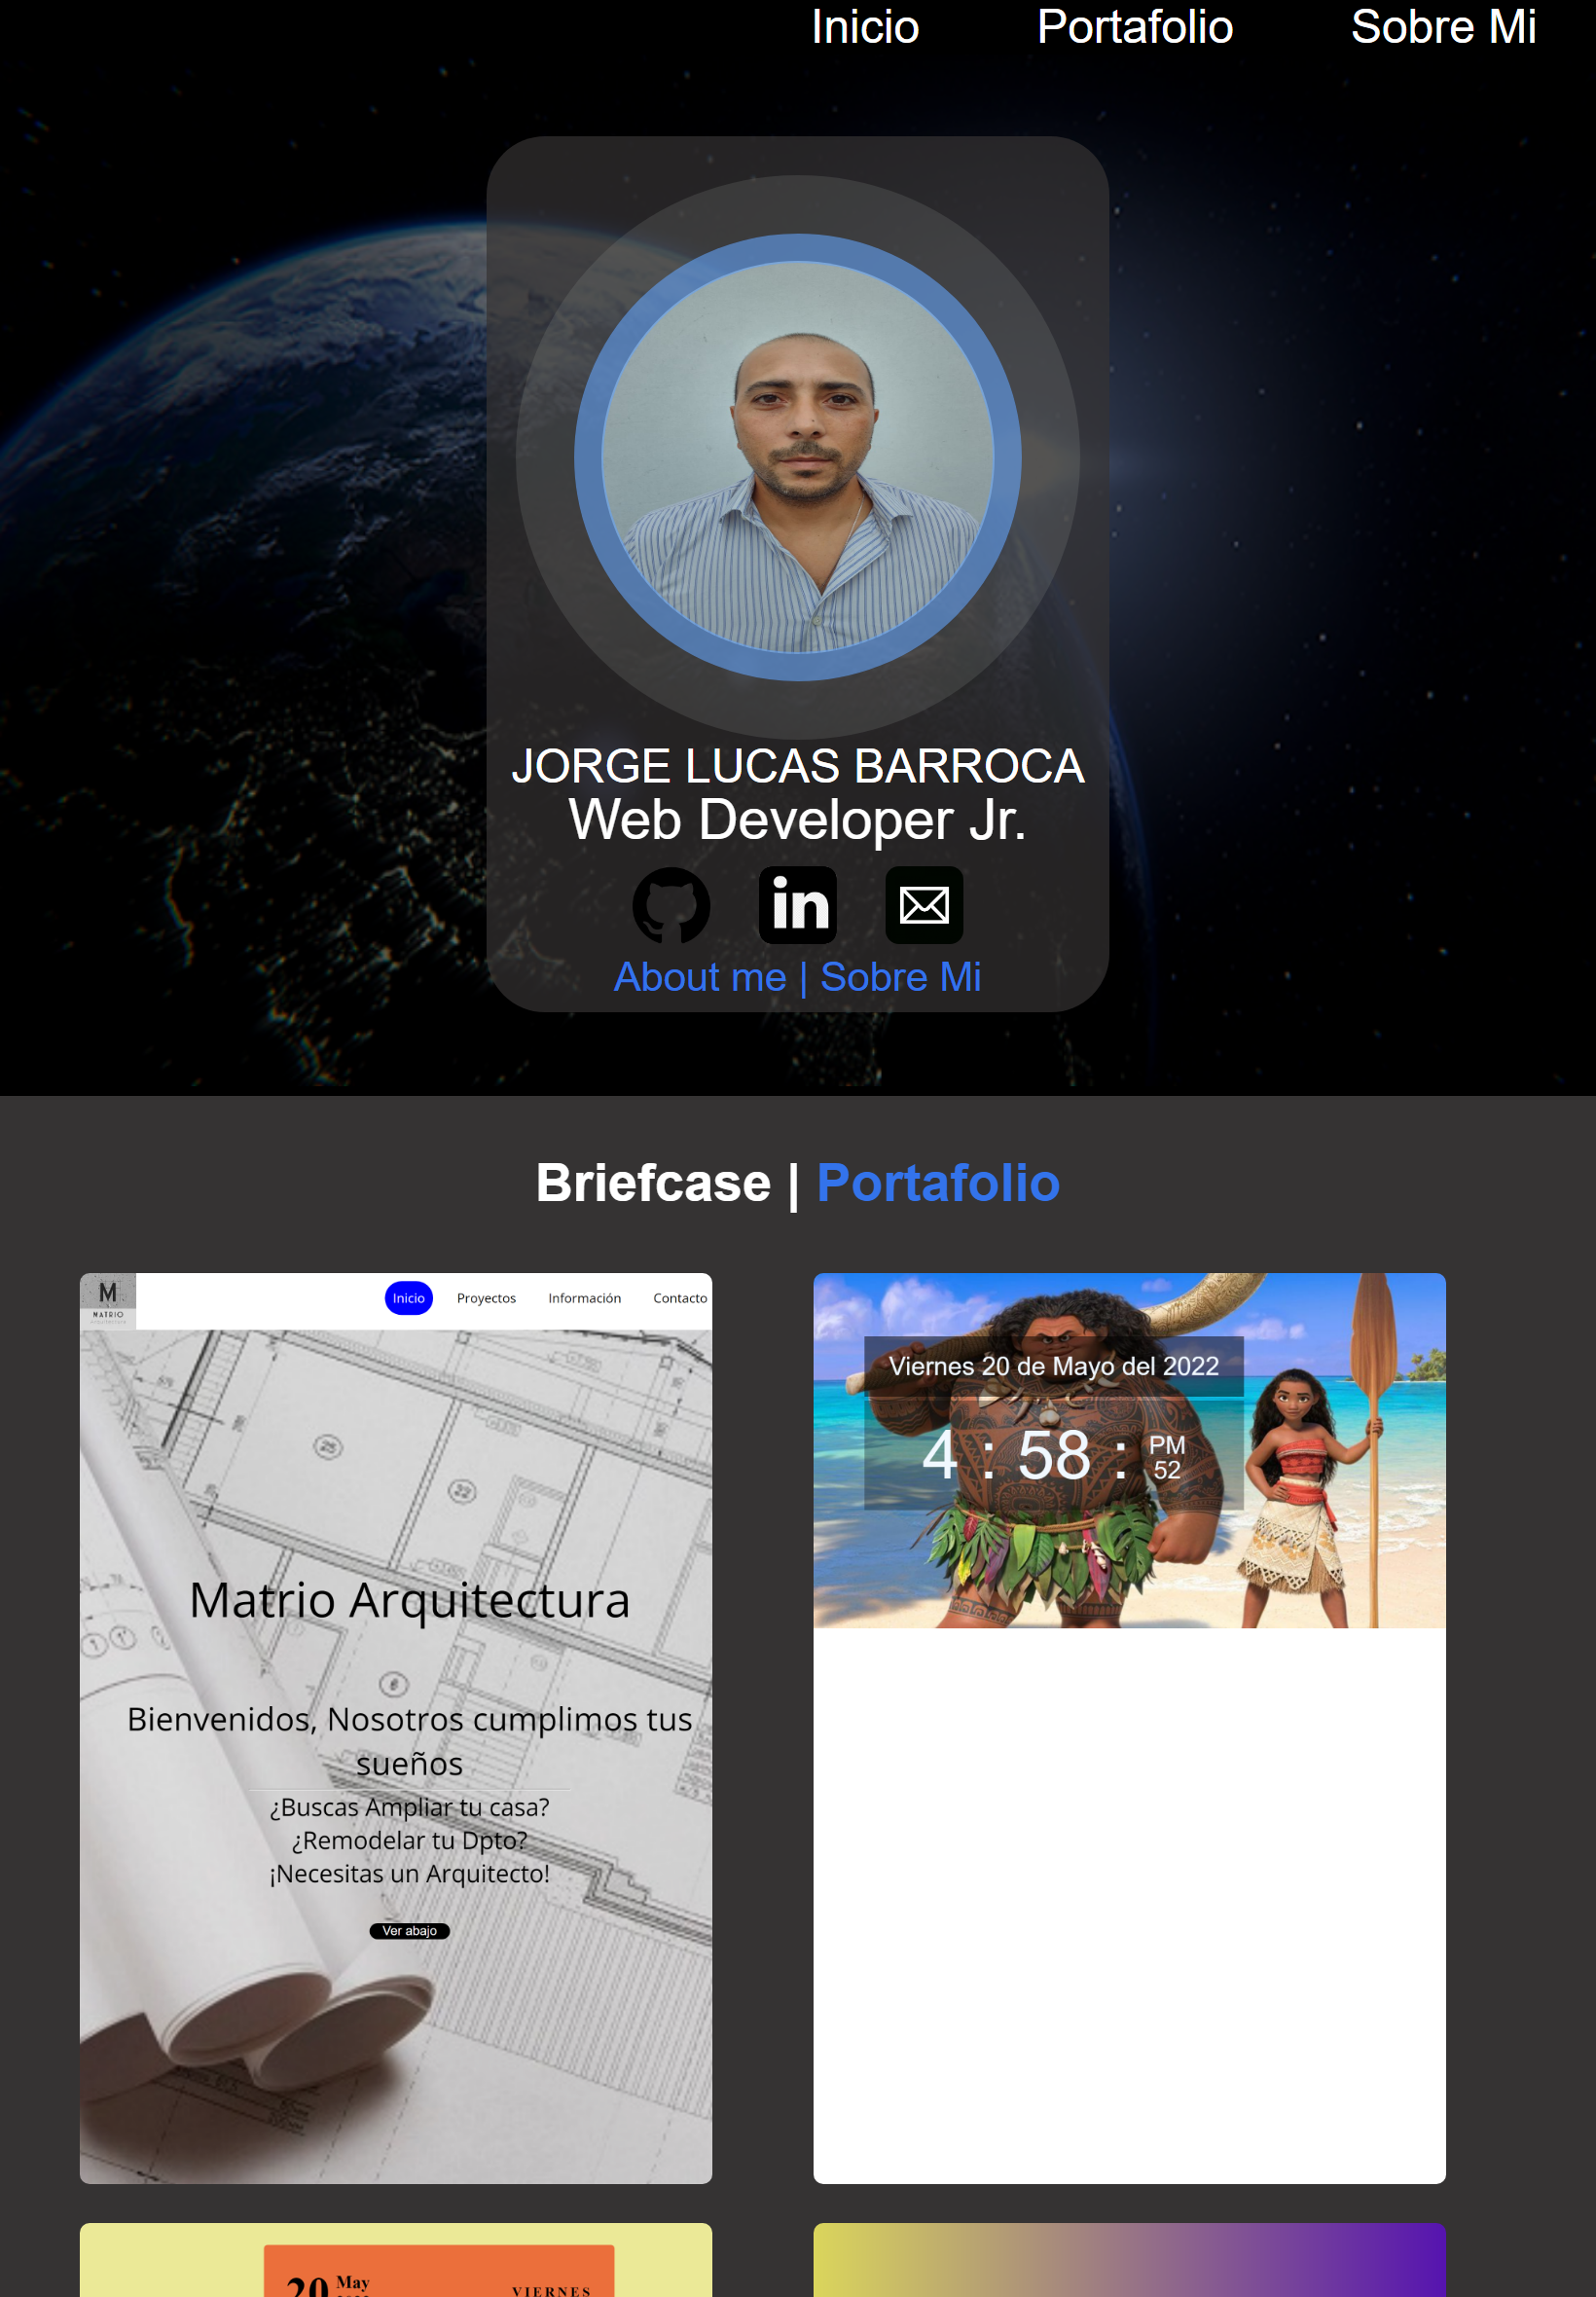 Inicio Portafolio Sobre Mi
JORGE LUCAS BARROCA
Web Developer Jr.
in
About me | Sobre Mi
Briefcase | Portafolio
M
MATRIO
Inicio Proyectos Información Contacto
Matrio Arquitectura
Bienvenidos, Nosotros cumplimos tus
sueños
¿Buscas Ampliar tu casa?
¿Remodelar tu Dpto?
¡Necesitas un Arquitecto!
Ver abajo
Viernes 20 de Mayo del 2022
4 : 58 : PM
52
20 May
VIERNES